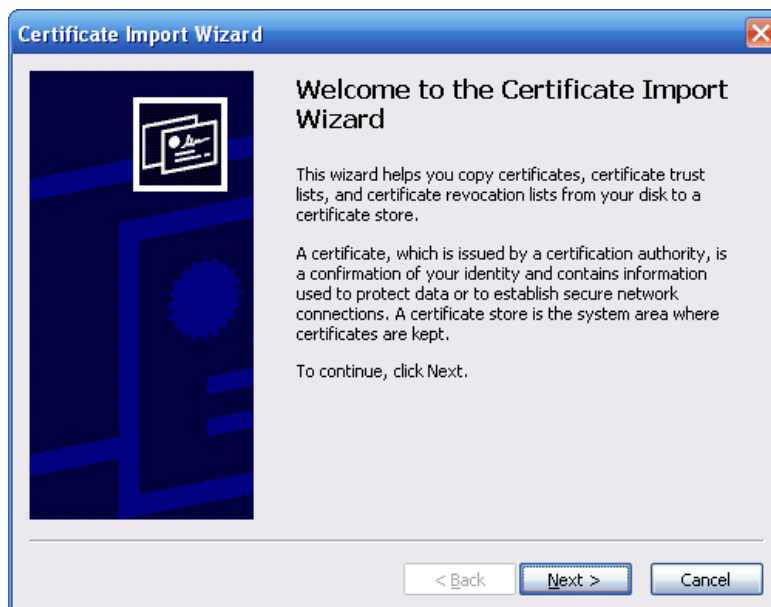 Certificate Import Wizard
Welcome to the Certificate Import
Wizard
This wizard helps you copy certificates, certificate trust
lists, and certificate revocation lists from your disk to a
certificate store.
A certificate, which is issued by a certification authority, is
a confirmation of your identity and contains information
used to protect data or to establish secure network
connections. A certificate store is the system area where
certificates are kept.
To continue, click Next.
< Back
Next >
Cancel